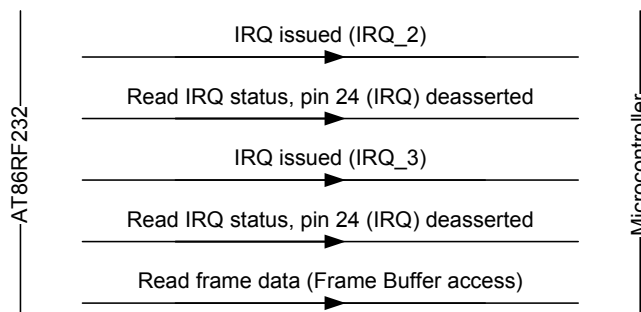 AT86RF232
IRQ issued (IRQ_2)
Read IRQ status, pin 24 (IRQ) deasserted
IRQ issued (IRQ_3)
Read IRQ status, pin 24 (IRQ) deasserted
Read frame data (Frame Buffer access)
Microcontroller